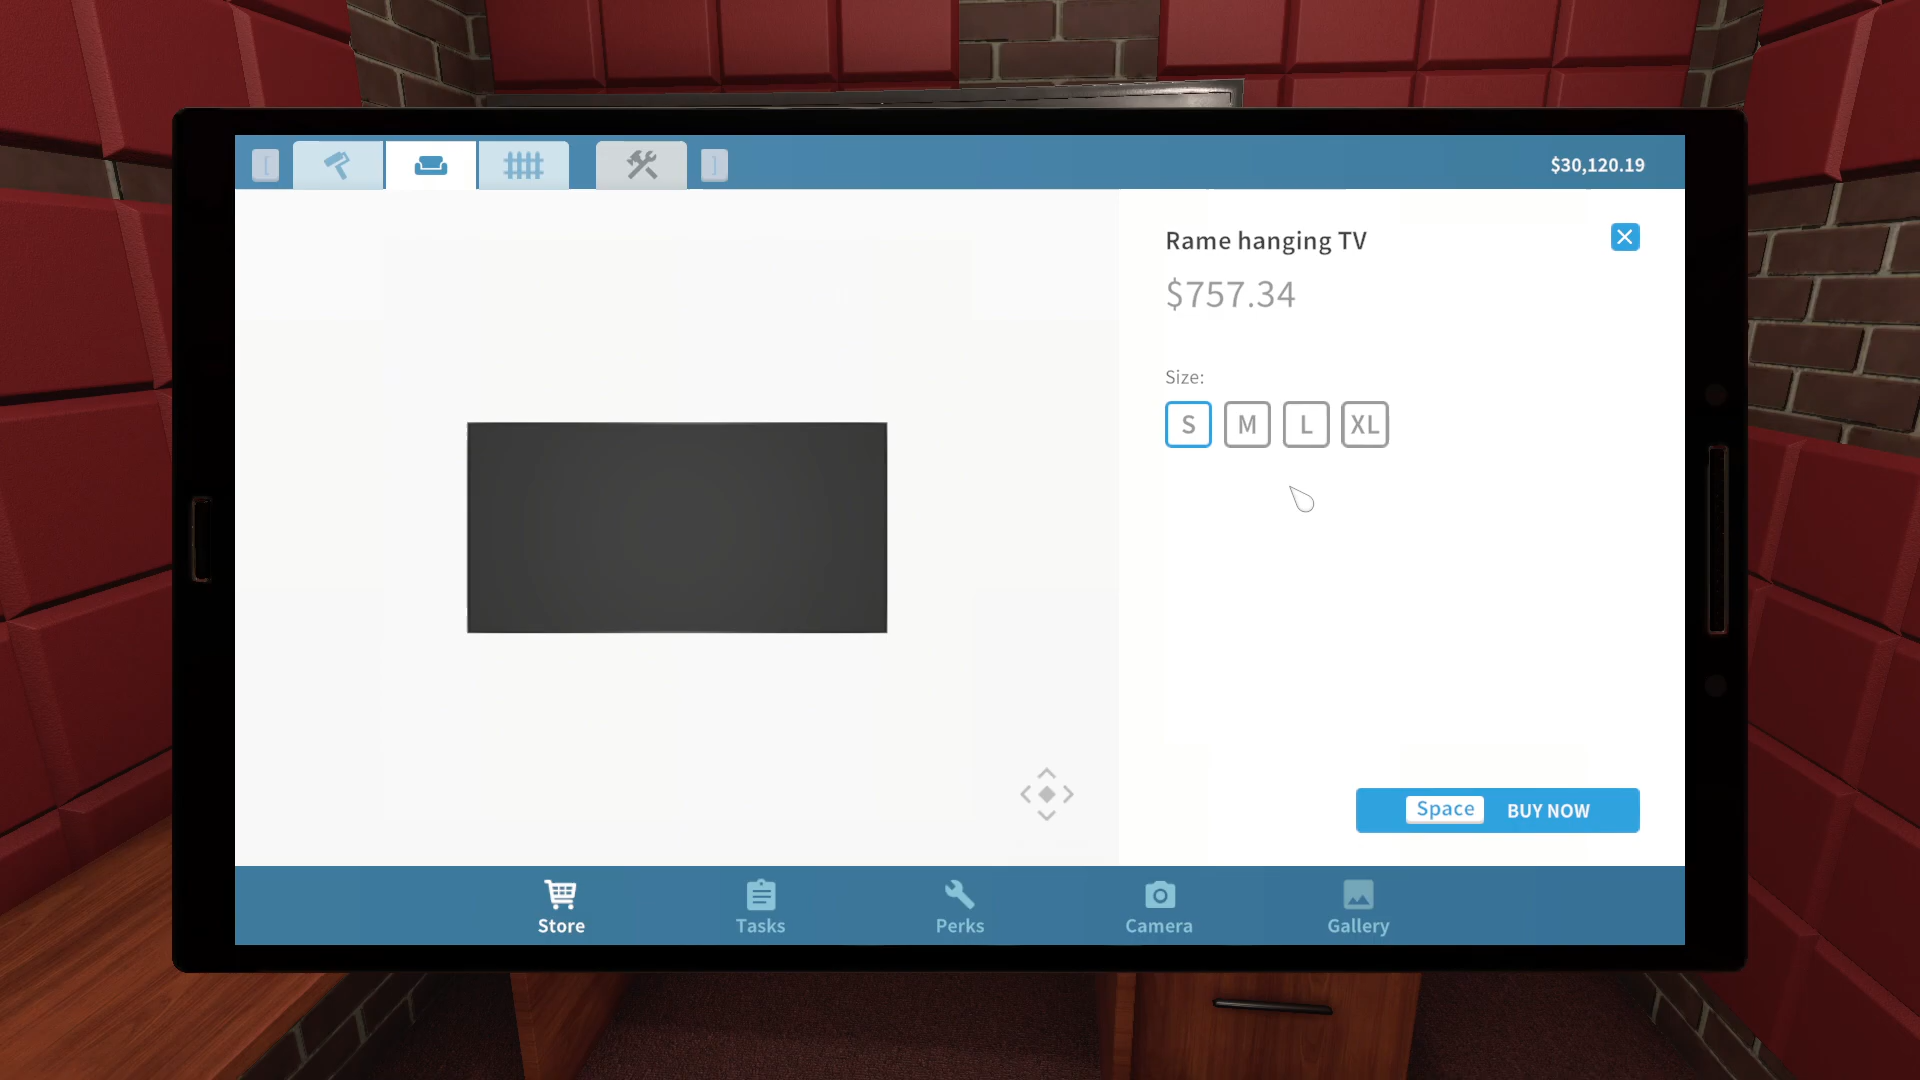 [
]
$30,120.19
Rame hanging TV
$757.34
Size:
S M L XL
Space BUY NOW
Store Tasks Perks Camera Gallery